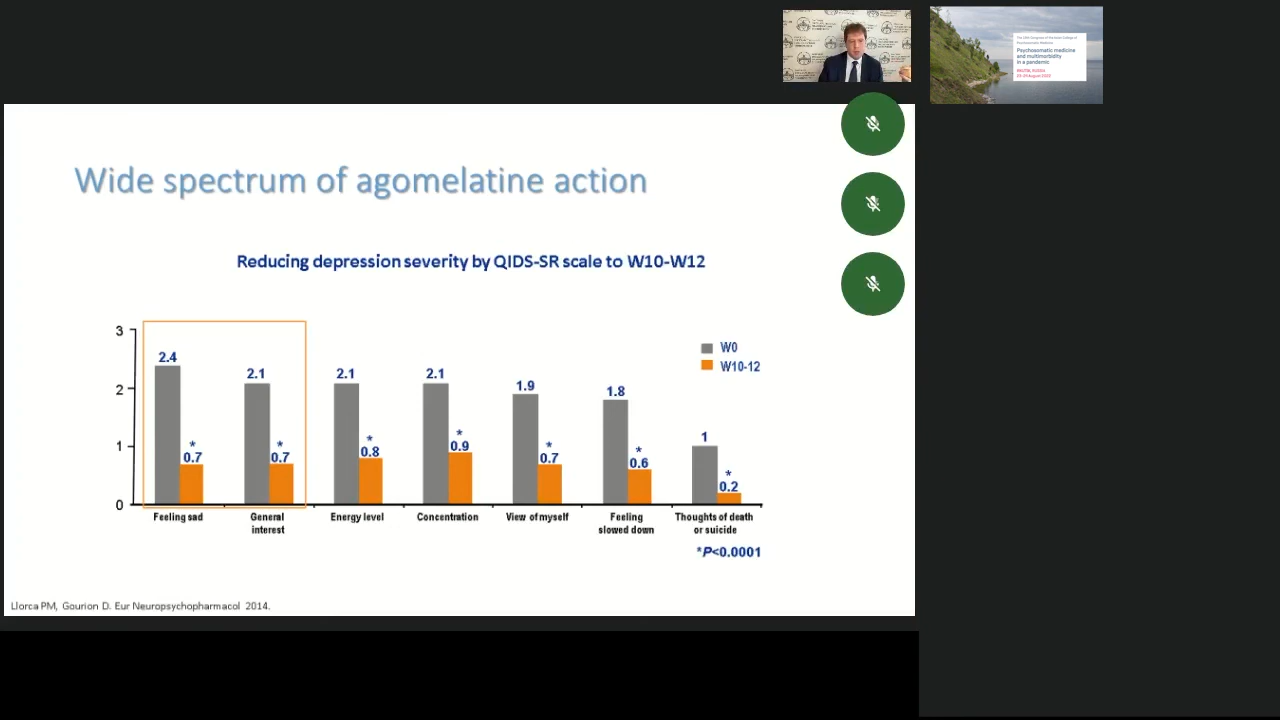 Psychosomatic medicine
and multimorbidity
in a pandemic
Wide spectrum of agomelatine action
Reducing depression severity by QIDS-SR scale to W10-W12
3
2
1
0
2.4
2.1
2.1
2.1
1.9
1.8
1
*
*
*
*
*
*
*
0.7
0.7
0.8
0.9
0.7
0.6
0.2
W0
W10-12
Feeling sad
General
interest
Energy level
Concentration
View of myself
Feeling
slowed down
Thoughts of death
or suicide
*P<0.0001
Llorca PM, Gourion D. Eur Neuropsychopharmacol 2014.